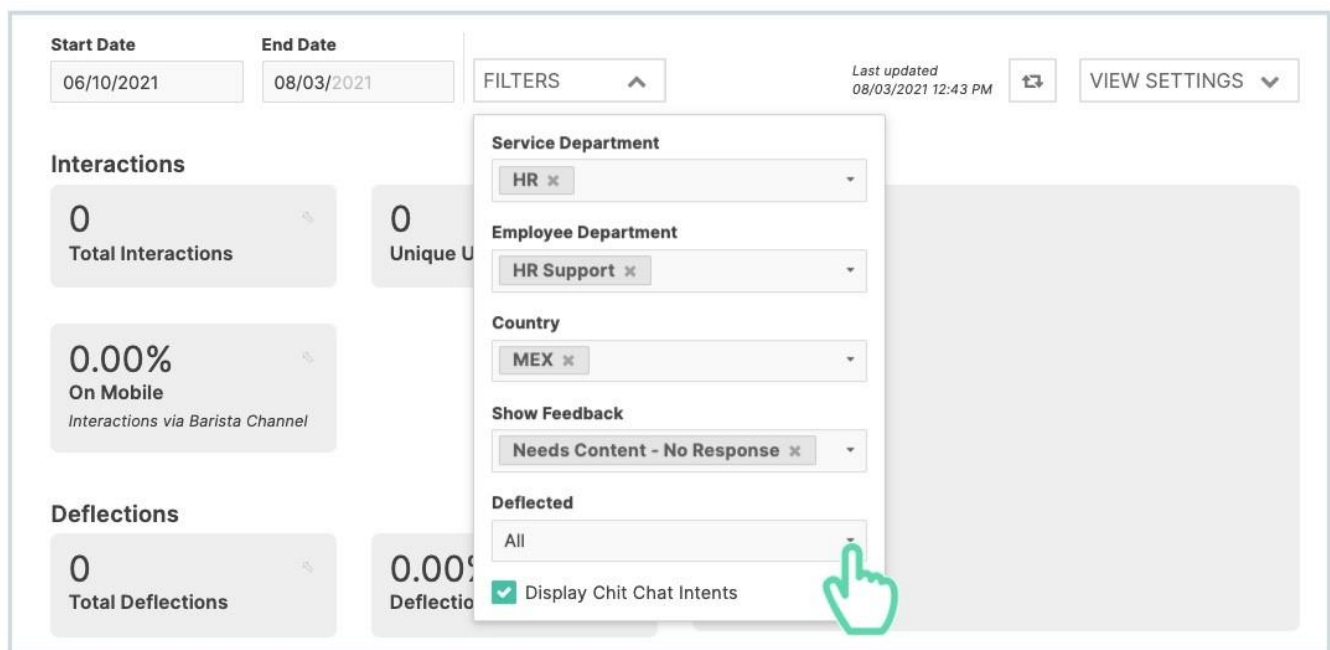 Start Date
End Date
06/10/2021
08/03/2021
FILTERS
Last updated
08/03/2021 12:43 PM
VIEW SETTINGS
Interactions
0
Total Interactions
0
Unique U
0.00%
On Mobile
Interactions via Barista Channel
Service Department
HR
Employee Department
HR Support
Country
MEX
Show Feedback
Needs Content - No Response
Deflected
All
Display Chit Chat Intents
Deflections
0
Total Deflections
0.00
Deflectio